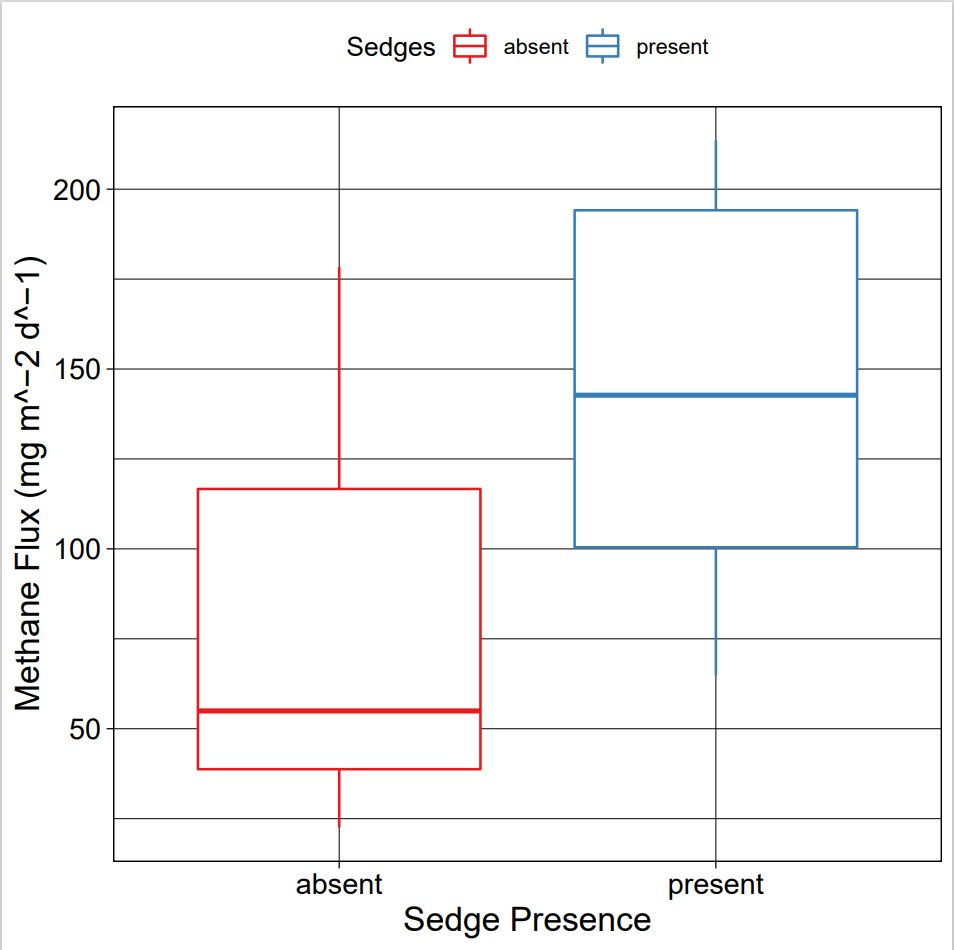 Sedges absent present
Methane Flux (mg m^−2 d^−1)
200
150
100
50
absent present
Sedge Presence